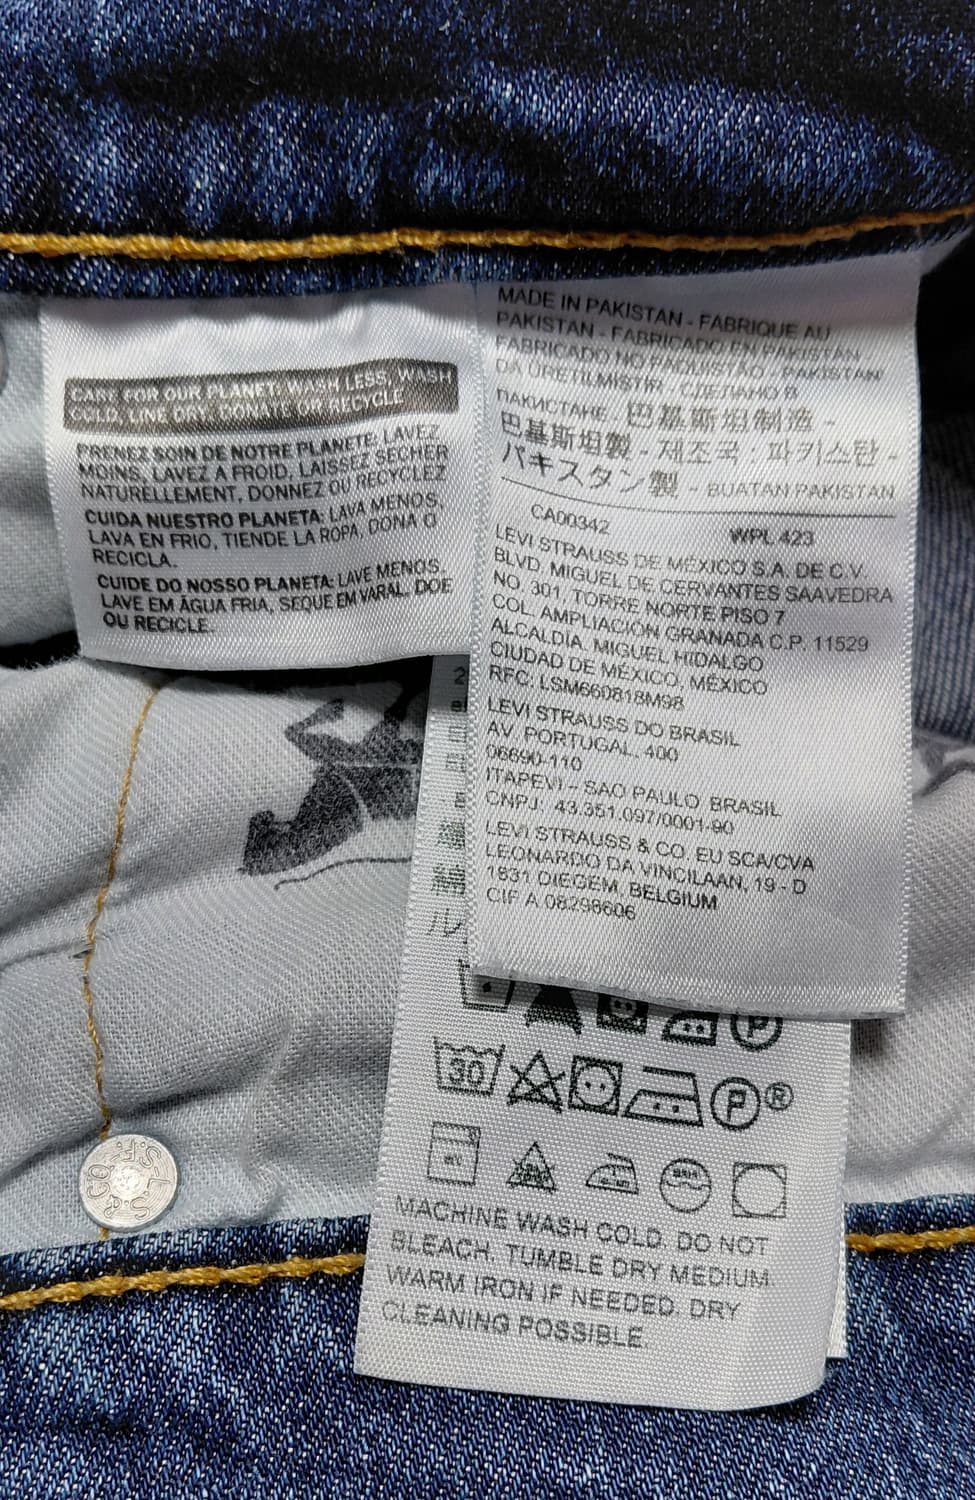 CARE FOR OUR PLANET: WASH LESS, WASH
COLD, LINE DRY, DONATE OR RECYCLE
PRENEZ SOIN DE NOTRE PLANETE: LAVEZ
MOINS, LAVEZ A FROID, LAISSEZ SECHER
NATURELLEMENT, DONNEZ OU RECYCLEZ
CUIDA NUESTRO PLANETA: LAVA MENOS,
LAVA EN FRIO, TIENDE LA ROPA, DONA O
RECICLA.
CUIDE DO NOSSO PLANETA: LAVE MENOS,
LAVE EM ÁGUA FRIA, SEQUE EM VARAL, DOE
OU RECICLE.
MADE IN PAKISTAN - FABRIQUE AU
PAKISTAN - FABRICADO EN PAKISTAN
FABRICADO NO PAQUISTÃO - PAKISTAN
DA ÜRETILMISTIR - СДЕЛАНО В
ПАКИСТАНЕ. 巴基斯坦制造 -
巴基斯坦製 - 제조국 : 파키스탄 -
パキスタン製 - BUATAN PAKISTAN
CA00342 WPL 423
LEVI STRAUSS DE MÉXICO S.A. DE C.V.
BLVD. MIGUEL DE CERVANTES SAAVEDRA
NO. 301, TORRE NORTE PISO 7
COL. AMPLIACIÓN GRANADA C.P. 11529
ALCALDÍA. MIGUEL HIDALGO
CIUDAD DE MÉXICO. MÉXICO
RFC: LSM660818M98
LEVI STRAUSS DO BRASIL
AV. PORTUGAL, 400
06690-110
ITAPEVI - SAO PAULO BRASIL
CNPJ: 43.351.097/0001-90
LEVI STRAUSS & CO. EU SCA/CVA
LEONARDO DA VINCILAAN, 19 - D
1831 DIEGEM, BELGIUM
CIF A 08298606
P
30 P ®
MACHINE WASH COLD. DO NOT
BLEACH. TUMBLE DRY MEDIUM.
WARM IRON IF NEEDED. DRY
CLEANING POSSIBLE.
L.S.&CO. S.F.